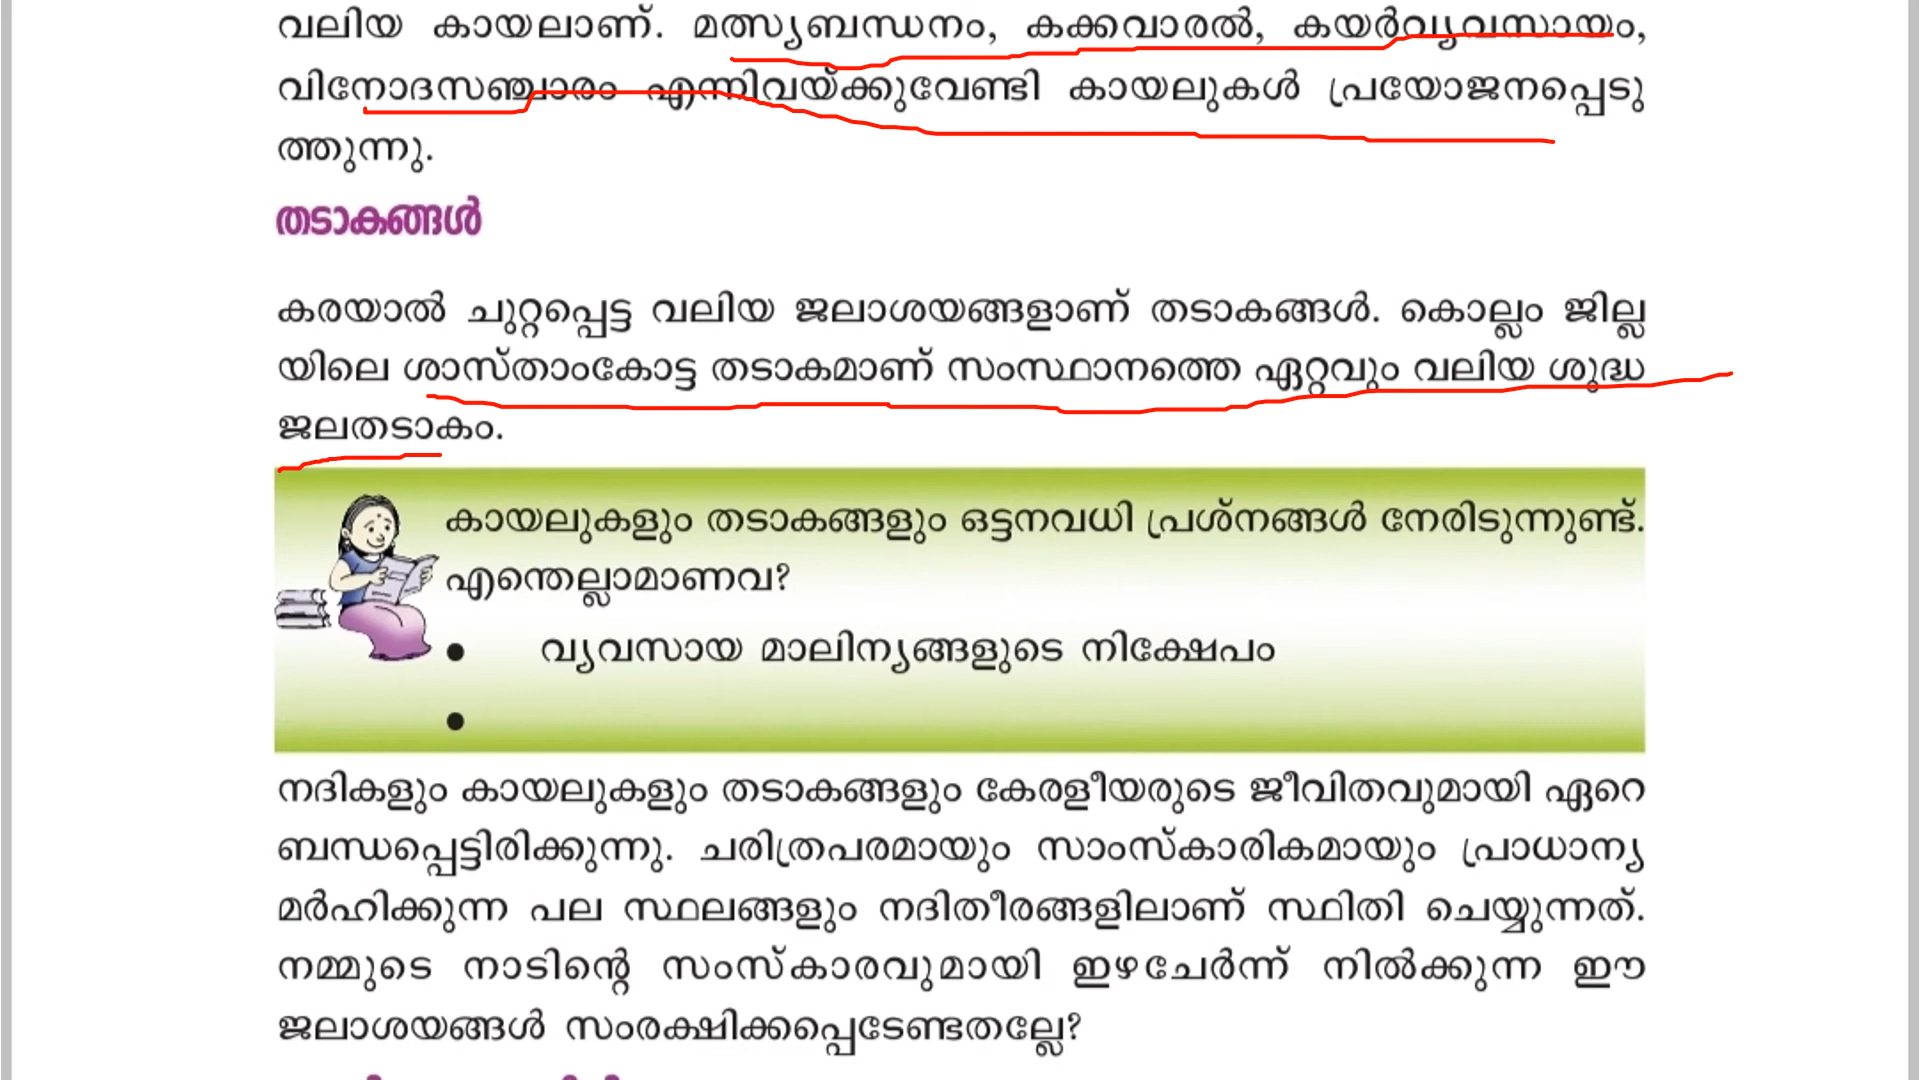 വലിയ കായലാണ്. മത്സ്യബന്ധനം, കക്കവാരൽ, കയർവ്യവസായം,
വിനോദസഞ്ചാരം എന്നിവയ്ക്കുവേണ്ടി കായലുകൾ പ്രയോജനപ്പെടു
ത്തുന്നു.
തടാകങ്ങൾ
കരയാൽ ചുറ്റപ്പെട്ട വലിയ ജലാശയങ്ങളാണ് തടാകങ്ങൾ. കൊല്ലം ജില്ല
യിലെ ശാസ്താംകോട്ട തടാകമാണ് സംസ്ഥാനത്തെ ഏറ്റവും വലിയ ശുദ്ധ
ജലതടാകം.
കായലുകളും തടാകങ്ങളും ഒട്ടനവധി പ്രശ്നങ്ങൾ നേരിടുന്നുണ്ട്.
എന്തെല്ലാമാണവ?
• വ്യവസായ മാലിന്യങ്ങളുടെ നിക്ഷേപം
•
നദികളും കായലുകളും തടാകങ്ങളും കേരളീയരുടെ ജീവിതവുമായി ഏറെ
ബന്ധപ്പെട്ടിരിക്കുന്നു. ചരിത്രപരമായും സാംസ്കാരികമായും പ്രാധാന്യ
മർഹിക്കുന്ന പല സ്ഥലങ്ങളും നദിതീരങ്ങളിലാണ് സ്ഥിതി ചെയ്യുന്നത്.
നമ്മുടെ നാടിന്റെ സംസ്കാരവുമായി ഇഴചേർന്ന് നിൽക്കുന്ന ഈ
ജലാശയങ്ങൾ സംരക്ഷിക്കപ്പെടേണ്ടതല്ലേ?